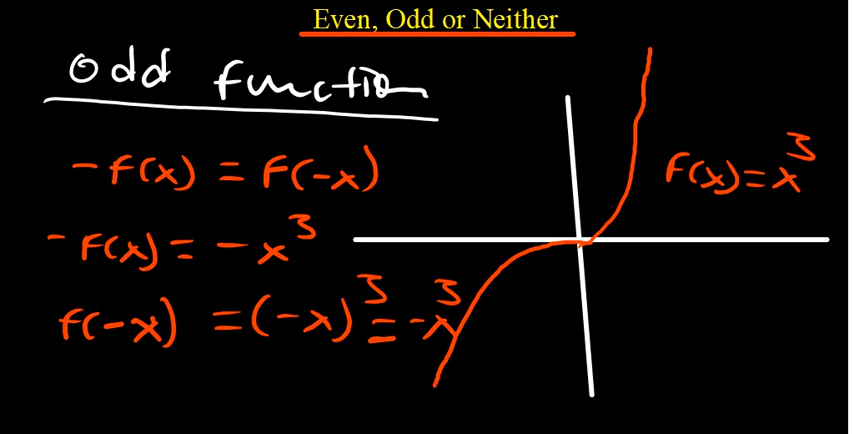 Even, Odd or Neither
Odd function
-f(x) = f(-x)
f(x) = x³
-f(x) = -x³
f(-x) = (-x)³ = -x³